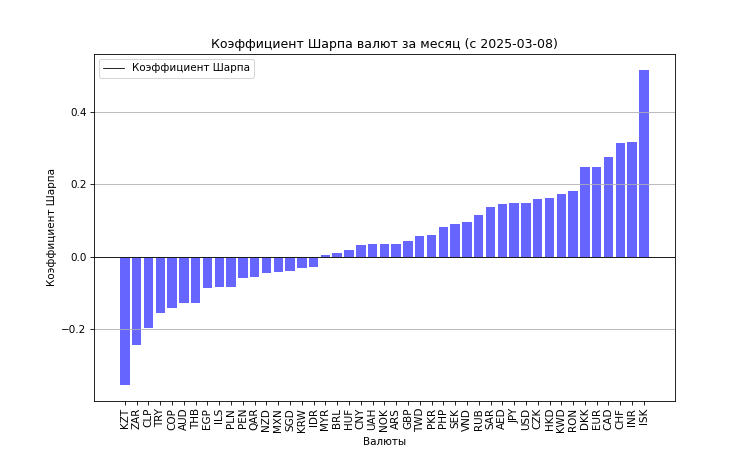 Коэффициент Шарпа валют за месяц (с 2025-03-08)
Коэффициент Шарпа
Коэффициент Шарпа
0.4
0.2
0.0
−0.2
KZT ZAR CLP TRY COP AUD THB EGP ILS PLN PEN QAR NZD MXN SGD KRW IDR MYR BRL HUF CNY UAH NOK ARS GBP TWD PKR PHP SEK VND RUB SAR AED JPY USD CZK HKD KWD RON DKK EUR CAD CHF INR ISK
Валюты